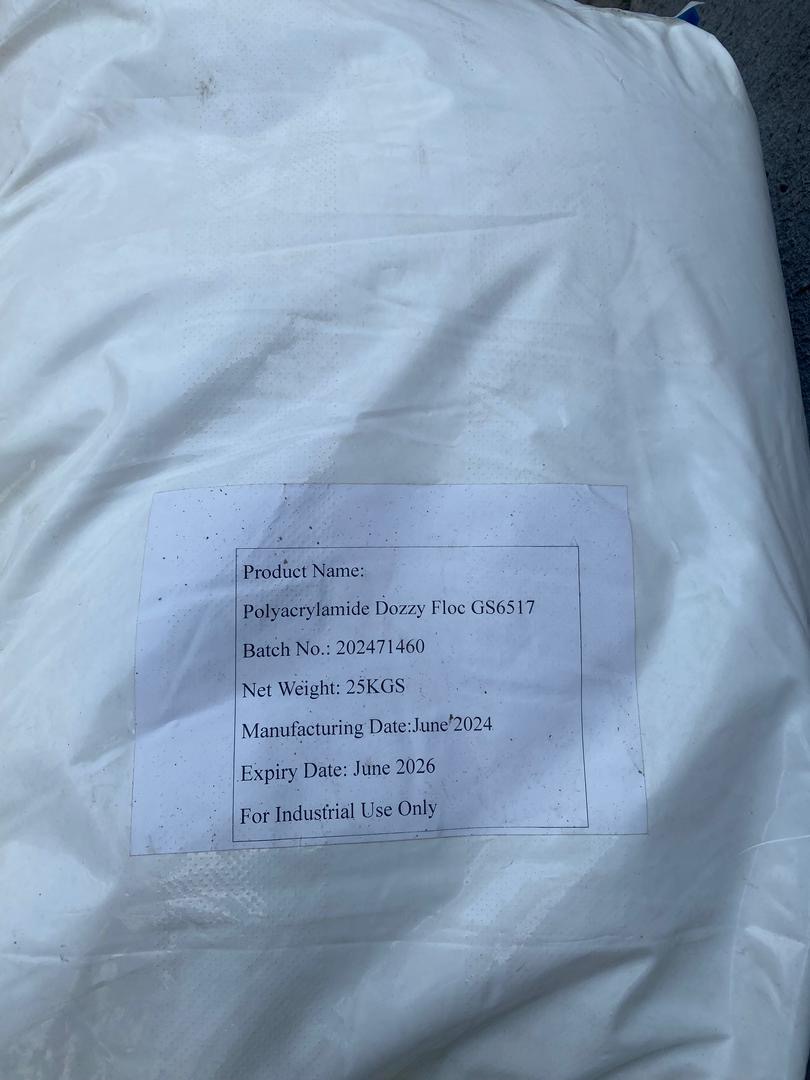 Product Name:
Polyacrylamide Dozzy Floc GS6517
Batch No.: 202471460
Net Weight: 25KGS
Manufacturing Date:June 2024
Expiry Date: June 2026
For Industrial Use Only